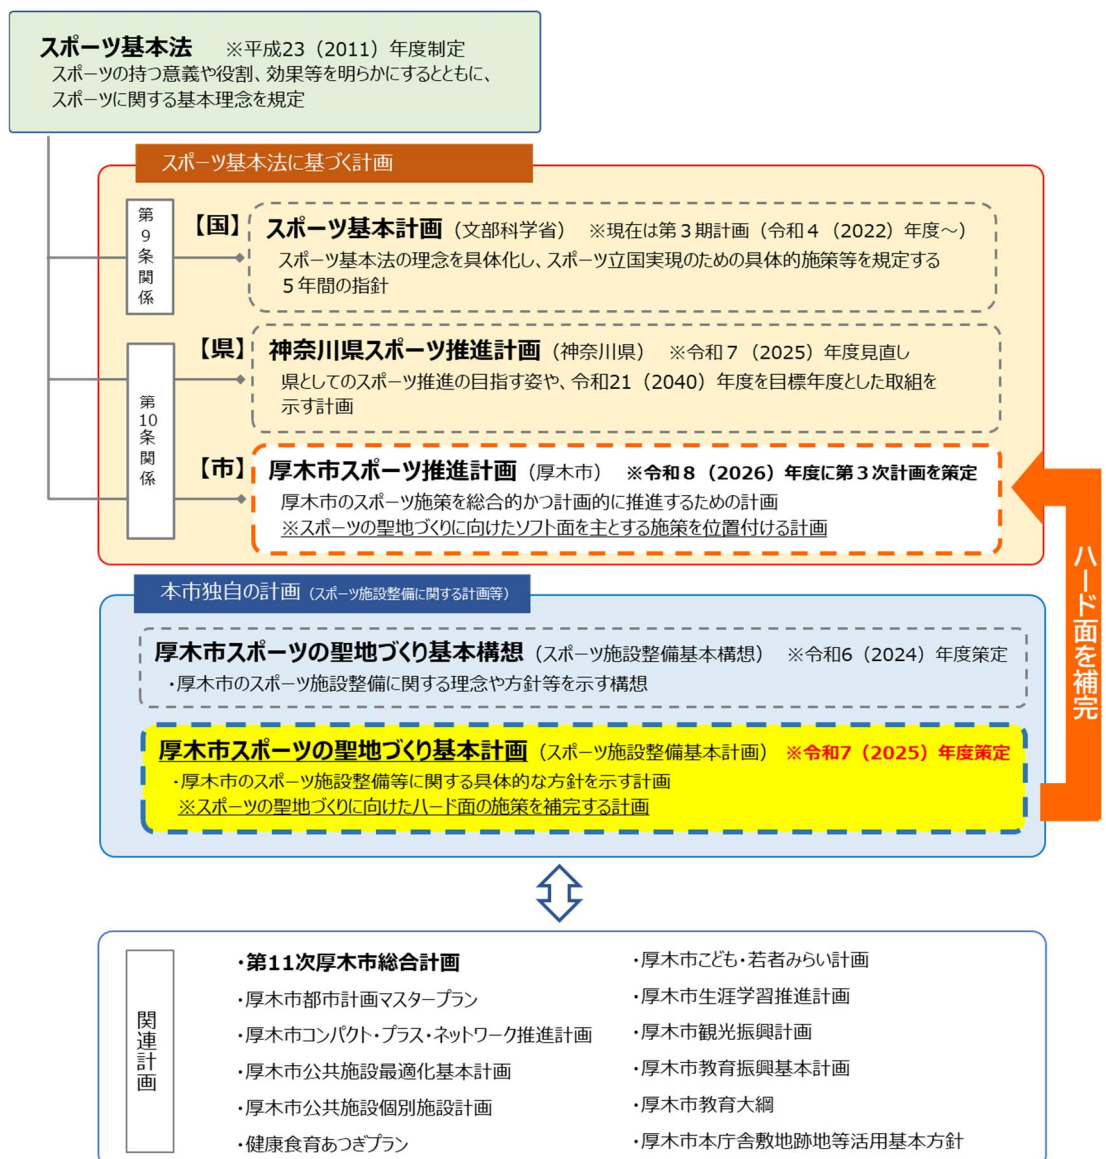 スポーツ基本法 ※平成23（2011）年度制定
スポーツの持つ意義や役割、効果等を明らかにするとともに、
スポーツに関する基本理念を規定
スポーツ基本法に基づく計画
第9条関係
【国】 スポーツ基本計画（文部科学省） ※現在は第３期計画（令和４（2022）年度～）
スポーツ基本法の理念を具体化し、スポーツ立国実現のための具体的施策等を規定する
５年間の指針
第10条関係
【県】 神奈川県スポーツ推進計画（神奈川県） ※令和７（2025）年度見直し
県としてのスポーツ推進の目指す姿や、令和21（2040）年度を目標年度とした取組を
示す計画
【市】 厚木市スポーツ推進計画（厚木市） ※令和８（2026）年度に第３次計画を策定
厚木市のスポーツ施策を総合的かつ計画的に推進するための計画
※スポーツの聖地づくりに向けたソフト面を主とする施策を位置付ける計画
ハード面を補完
本市独自の計画（スポーツ施設整備に関する計画等）
厚木市スポーツの聖地づくり基本構想（スポーツ施設整備基本構想） ※令和6（2024）年度策定
・厚木市のスポーツ施設整備に関する理念や方針等を示す構想
厚木市スポーツの聖地づくり基本計画（スポーツ施設整備基本計画） ※令和7（2025）年度策定
・厚木市のスポーツ施設整備等に関する具体的な方針を示す計画
※スポーツの聖地づくりに向けたハード面の施策を補完する計画
関連計画
・第11次厚木市総合計画
・厚木市都市計画マスタープラン
・厚木市コンパクト・プラス・ネットワーク推進計画
・厚木市公共施設最適化基本計画
・厚木市公共施設個別施設計画
・健康食育あつぎプラン
・厚木市こども・若者みらい計画
・厚木市生涯学習推進計画
・厚木市観光振興計画
・厚木市教育振興基本計画
・厚木市教育大綱
・厚木市本庁舎敷地跡地等活用基本方針